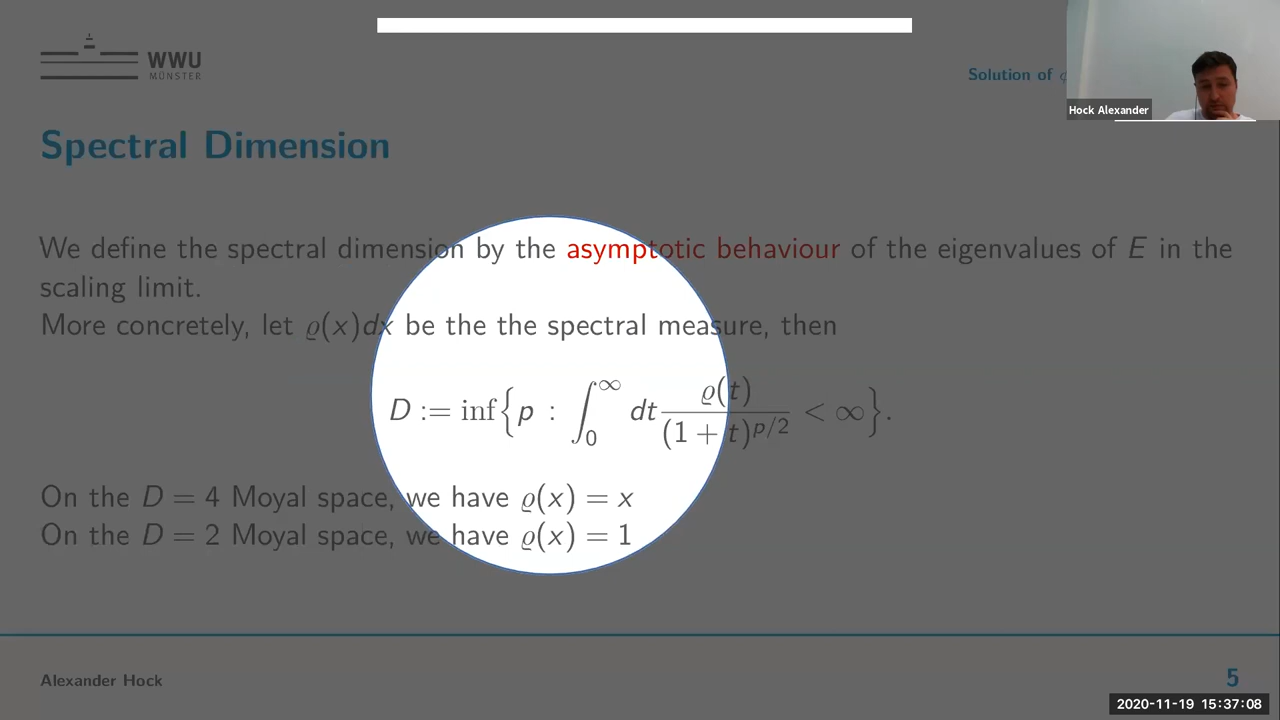 WWU
MÜNSTER
Solution of
Hock Alexander
Spectral Dimension
We define the spectral dimension by the asymptotic behaviour of the eigenvalues of E in the
scaling limit.
More concretely, let ϱ(x)dx be the the spectral measure, then
D := inf{p : ∫₀^∞ dt ϱ(t)/(1 + t)^{p/2} < ∞}.
On the D = 4 Moyal space, we have ϱ(x) = x
On the D = 2 Moyal space, we have ϱ(x) = 1
Alexander Hock
5
2020-11-19 15:37:08